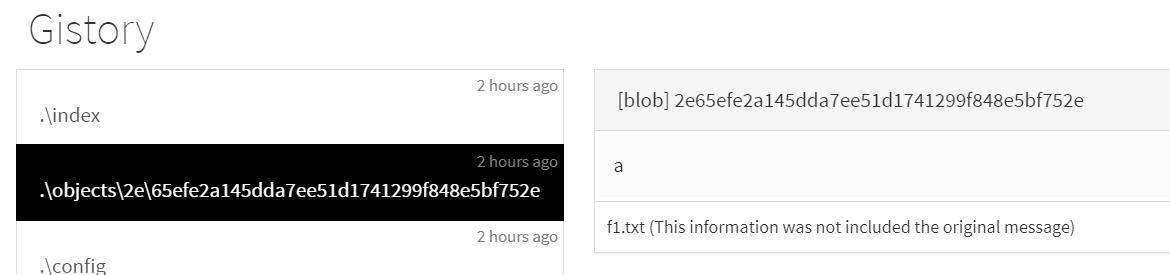 Gistory
2 hours ago
.\index
2 hours ago
.\objects\2e\65efe2a145dda7ee51d1741299f848e5bf752e
2 hours ago
.\config
[blob] 2e65efe2a145dda7ee51d1741299f848e5bf752e
a
f1.txt (This information was not included the original message)